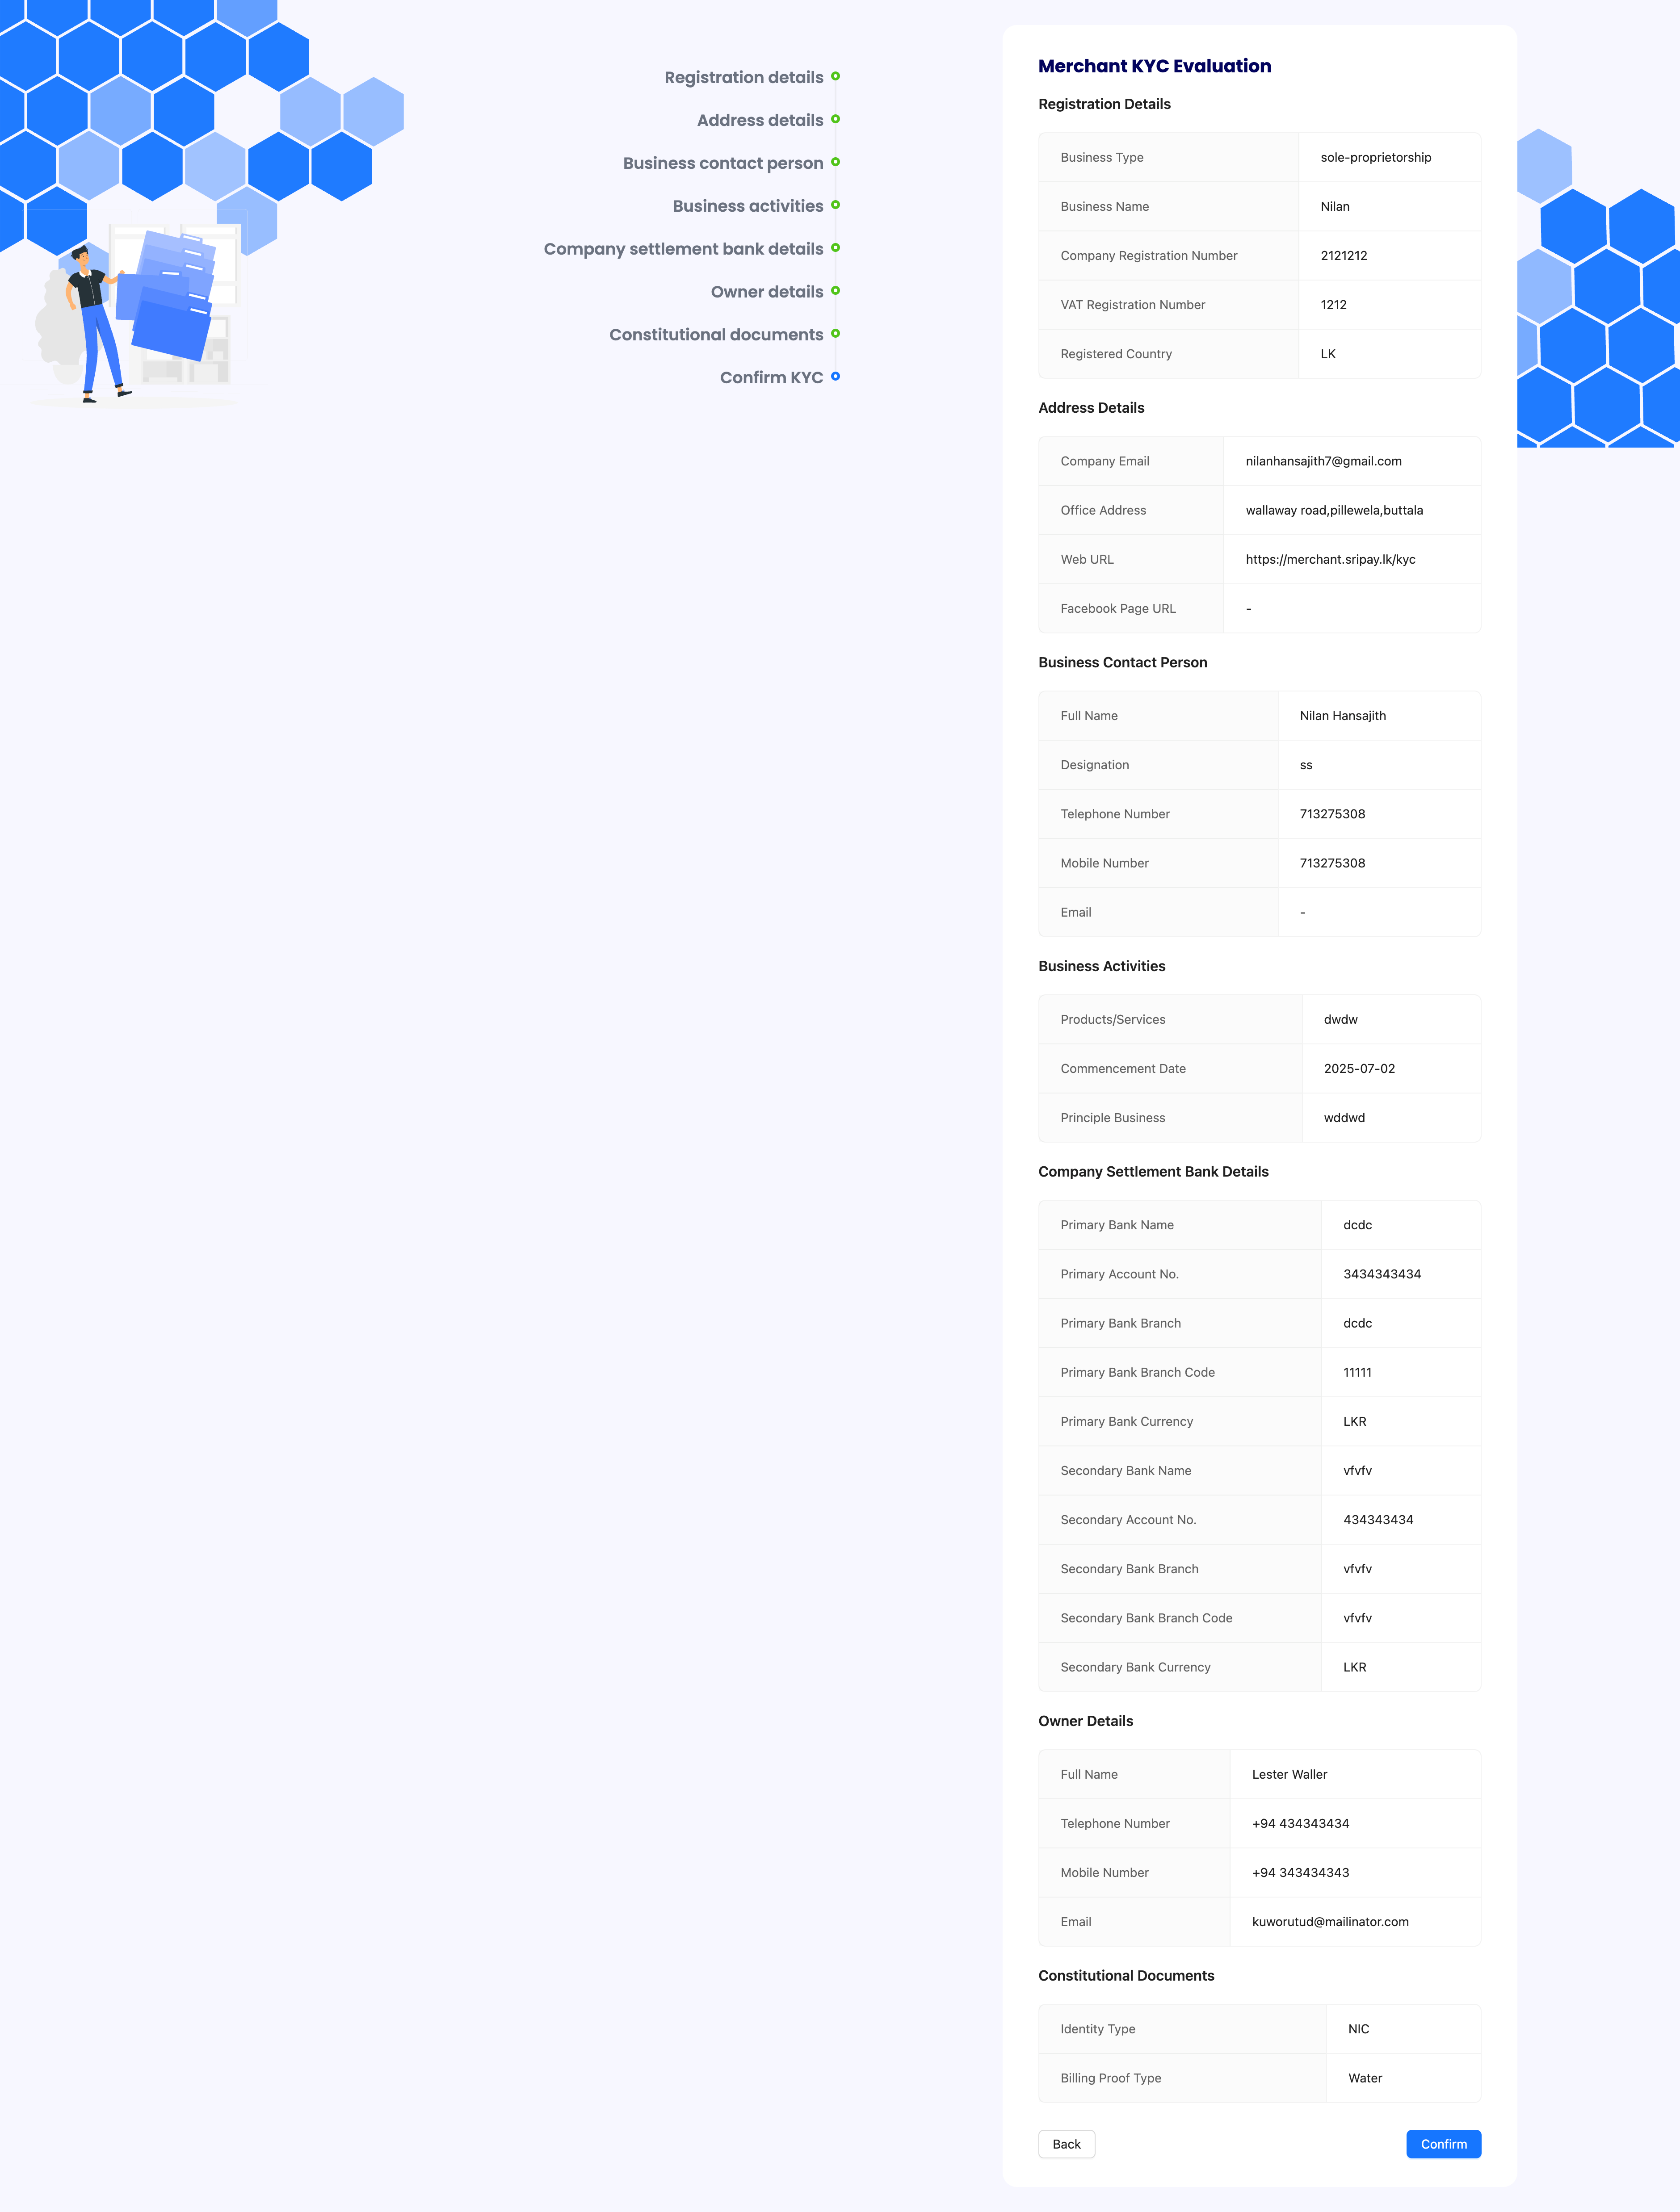 Registration details
Address details
Business contact person
Business activities
Company settlement bank details
Owner details
Constitutional documents
Confirm KYC
Merchant KYC Evaluation
Registration Details
Business Type sole-proprietorship
Business Name Nilan
Company Registration Number 2121212
VAT Registration Number 1212
Registered Country LK
Address Details
Company Email nilanhansajith7@gmail.com
Office Address wallaway road,pillewela,buttala
Web URL https://merchant.sripay.lk/kyc
Facebook Page URL -
Business Contact Person
Full Name Nilan Hansajith
Designation ss
Telephone Number 713275308
Mobile Number 713275308
Email -
Business Activities
Products/Services dwdw
Commencement Date 2025-07-02
Principle Business wddwd
Company Settlement Bank Details
Primary Bank Name dcdc
Primary Account No. 3434343434
Primary Bank Branch dcdc
Primary Bank Branch Code 11111
Primary Bank Currency LKR
Secondary Bank Name vfvfv
Secondary Account No. 434343434
Secondary Bank Branch vfvfv
Secondary Bank Branch Code vfvfv
Secondary Bank Currency LKR
Owner Details
Full Name Lester Waller
Telephone Number +94 434343434
Mobile Number +94 343434343
Email kuworutud@mailinator.com
Constitutional Documents
Identity Type NIC
Billing Proof Type Water
Back Confirm